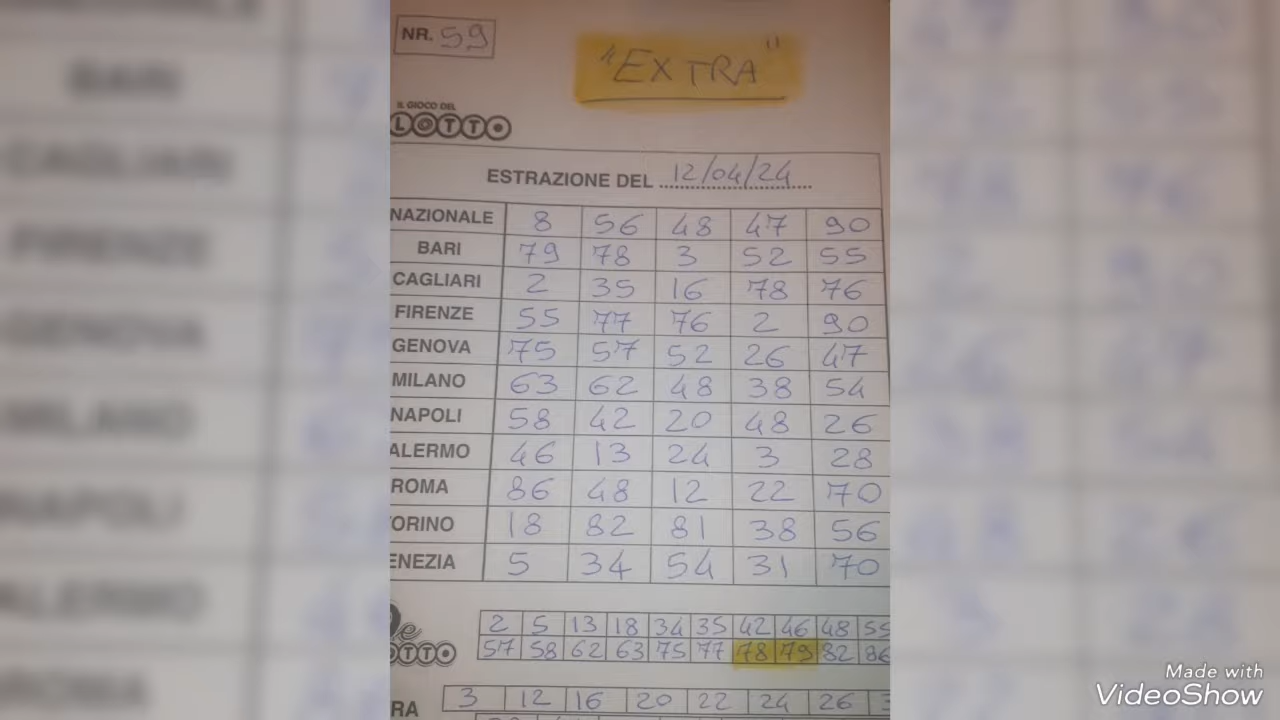 NR. 59
"EXTRA"
IL GIOCO DEL
LOTTO
ESTRAZIONE DEL 12/04/24
NAZIONALE 8 56 48 47 90
BARI 79 78 3 52 55
CAGLIARI 2 35 16 78 76
FIRENZE 55 77 76 2 90
GENOVA 75 57 52 26 47
MILANO 63 62 48 38 54
NAPOLI 58 42 20 48 26
ALERMO 46 13 24 3 28
ROMA 86 48 12 22 70
ORINO 18 82 81 38 56
ENEZIA 5 34 54 31 70
e
OTTO
2 5 13 18 34 35 42 46 48 55
57 58 62 63 75 77 78 79 82 86
RA 3 12 16 20 22 24 26
Made with
VideoShow